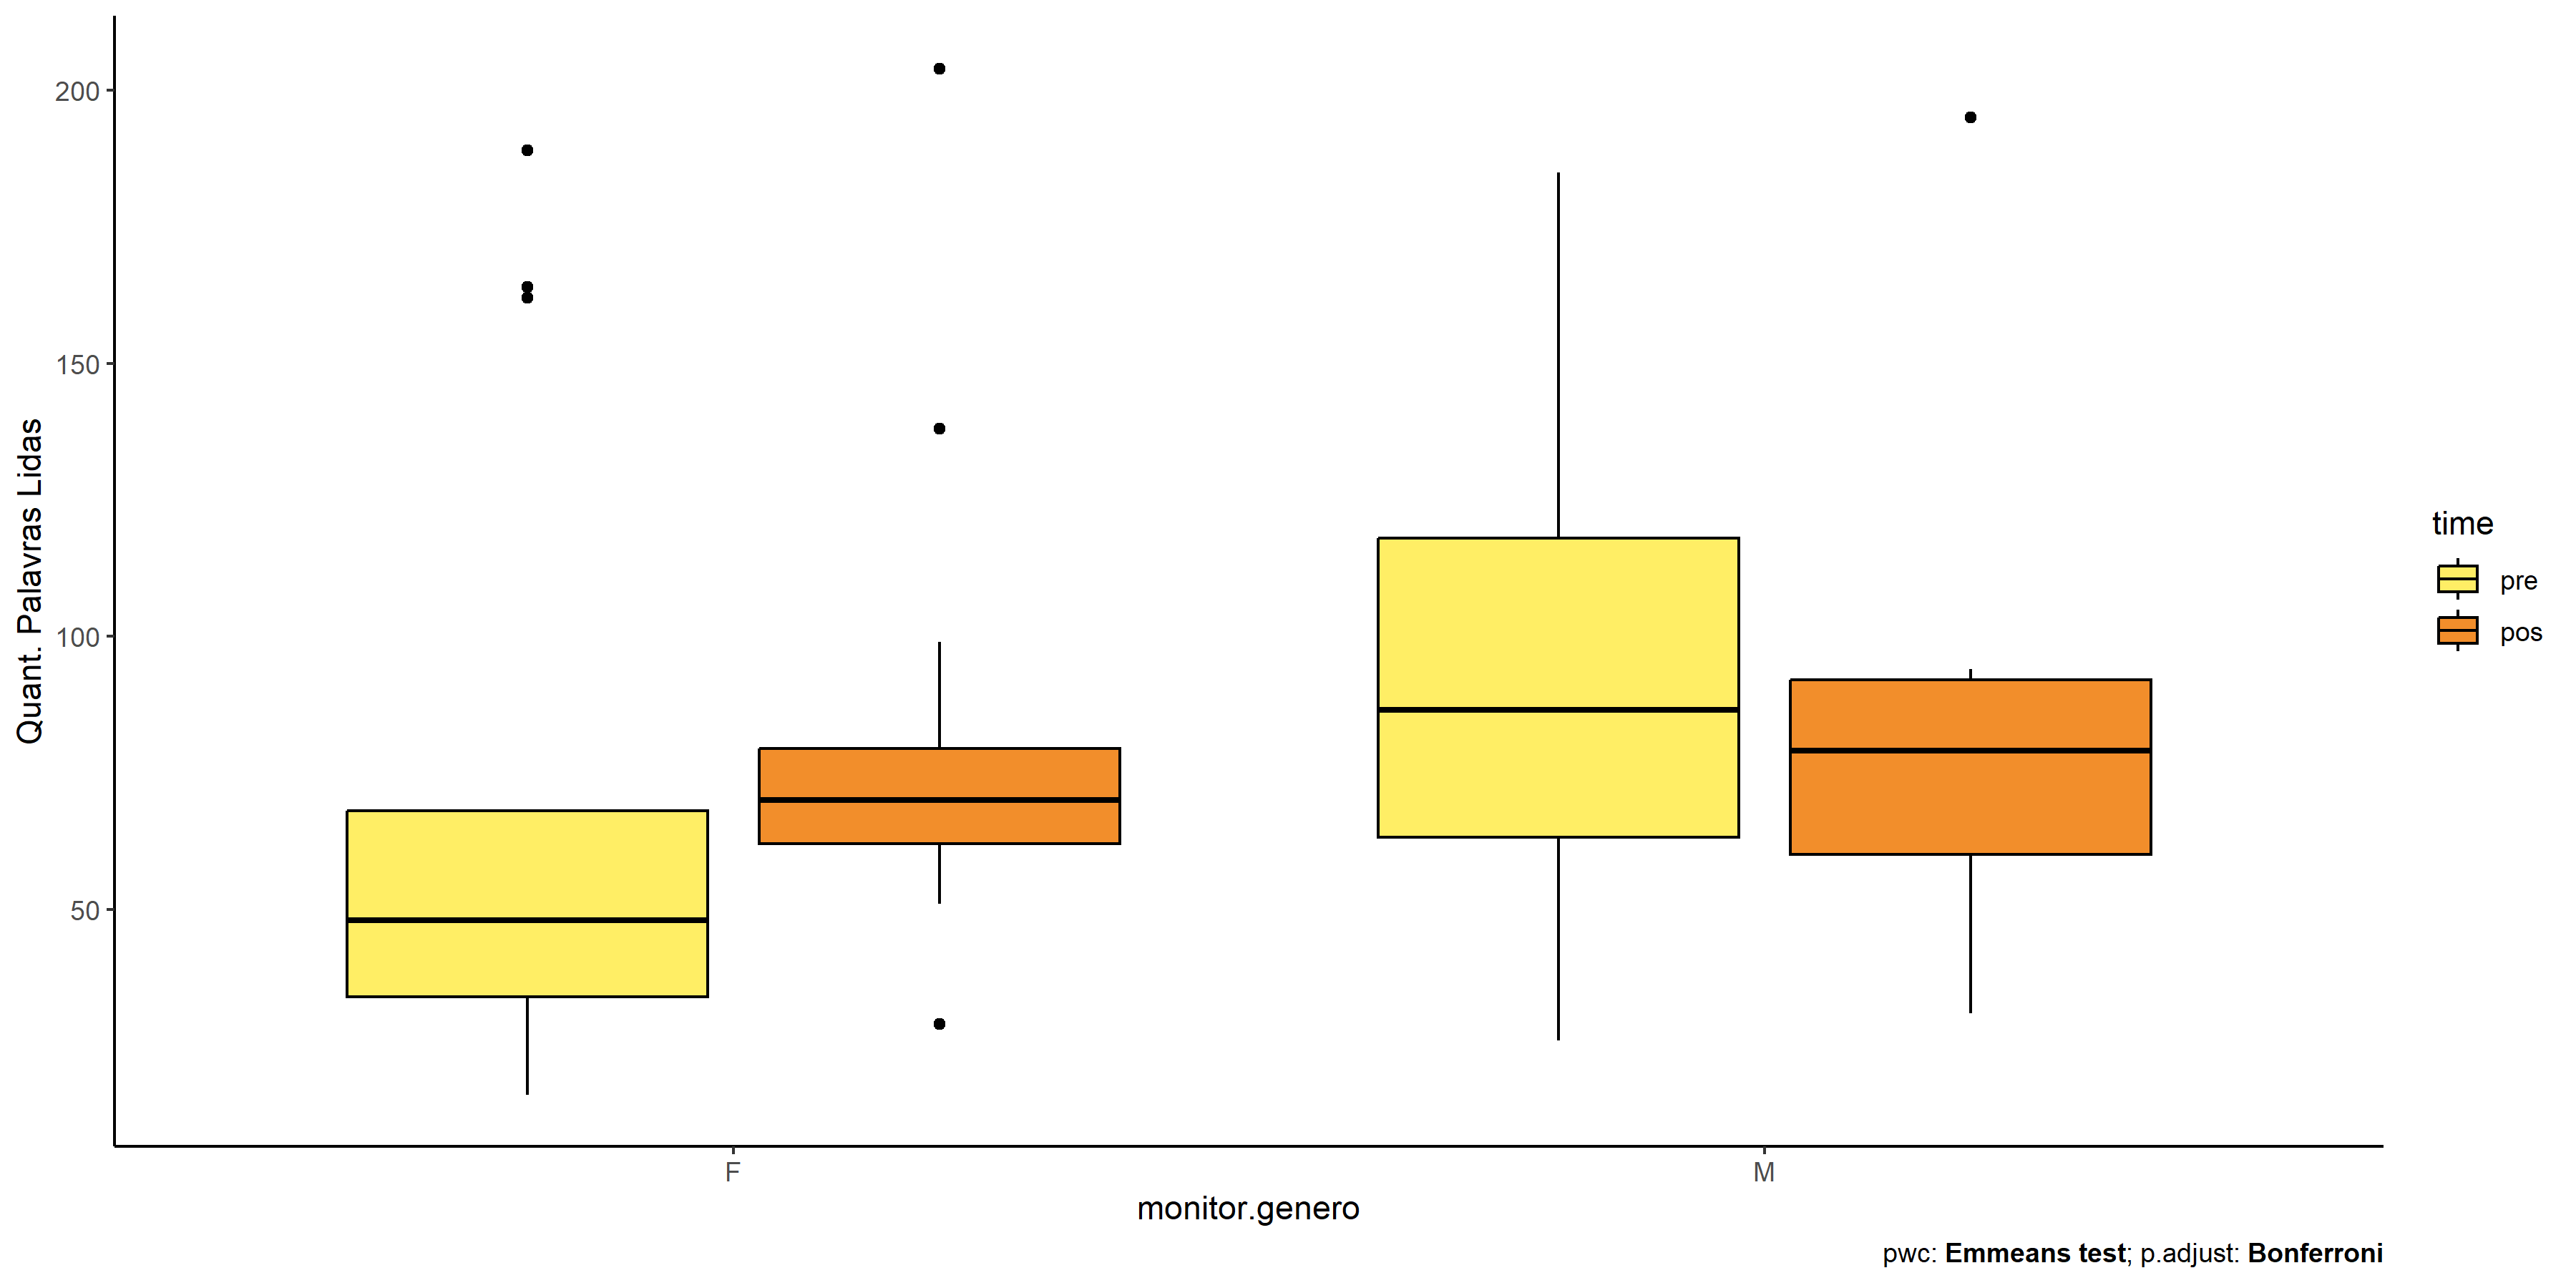 Quant. Palavras Lidas
200
150
100
50
F
M
monitor.genero
time
pre
pos
pwc: Emmeans test; p.adjust: Bonferroni